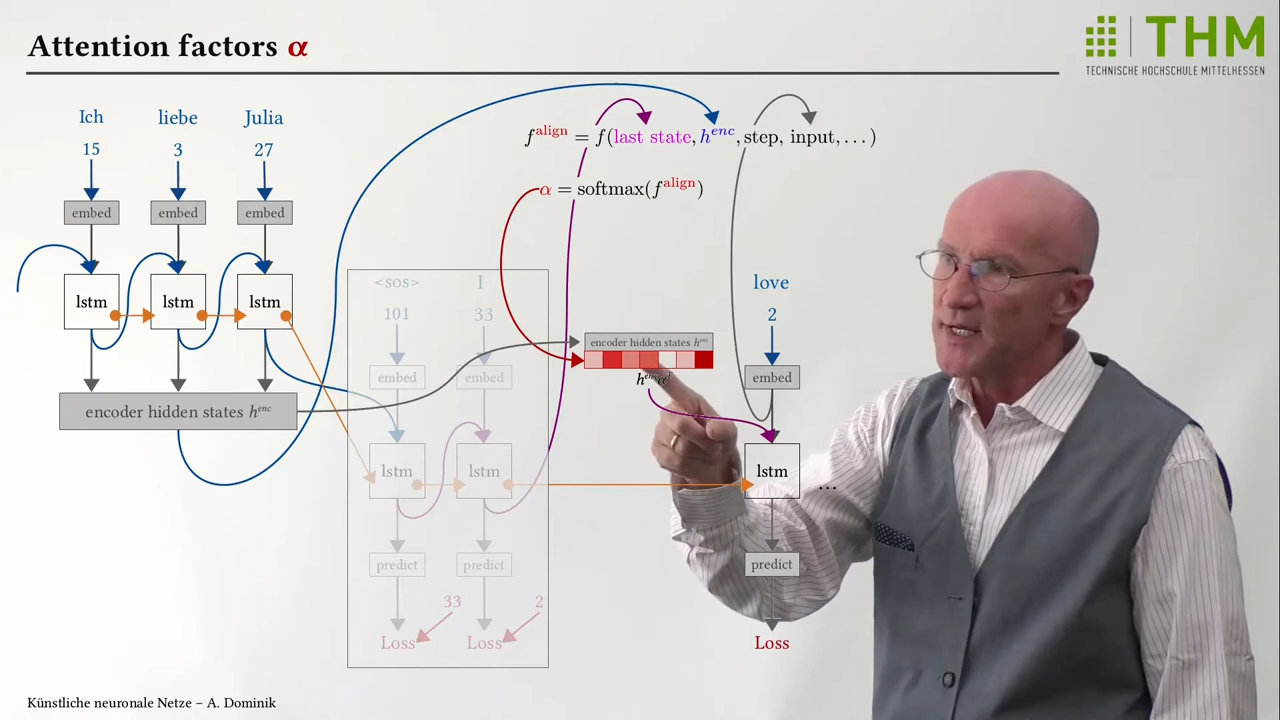 Attention factors α
THM
TECHNISCHE HOCHSCHULE MITTELHESSEN
Ich liebe Julia
15 3 27
embed embed embed
lstm lstm lstm
encoder hidden states h^enc
f^align = f(last state, h^enc, step, input, ...)
α = softmax(f^align)
<sos> I
101 33
embed embed
lstm lstm
predict predict
33 2
Loss Loss
encoder hidden states h^enc
h^enc α
love
2
embed
lstm
...
predict
Loss
Künstliche neuronale Netze – A. Dominik